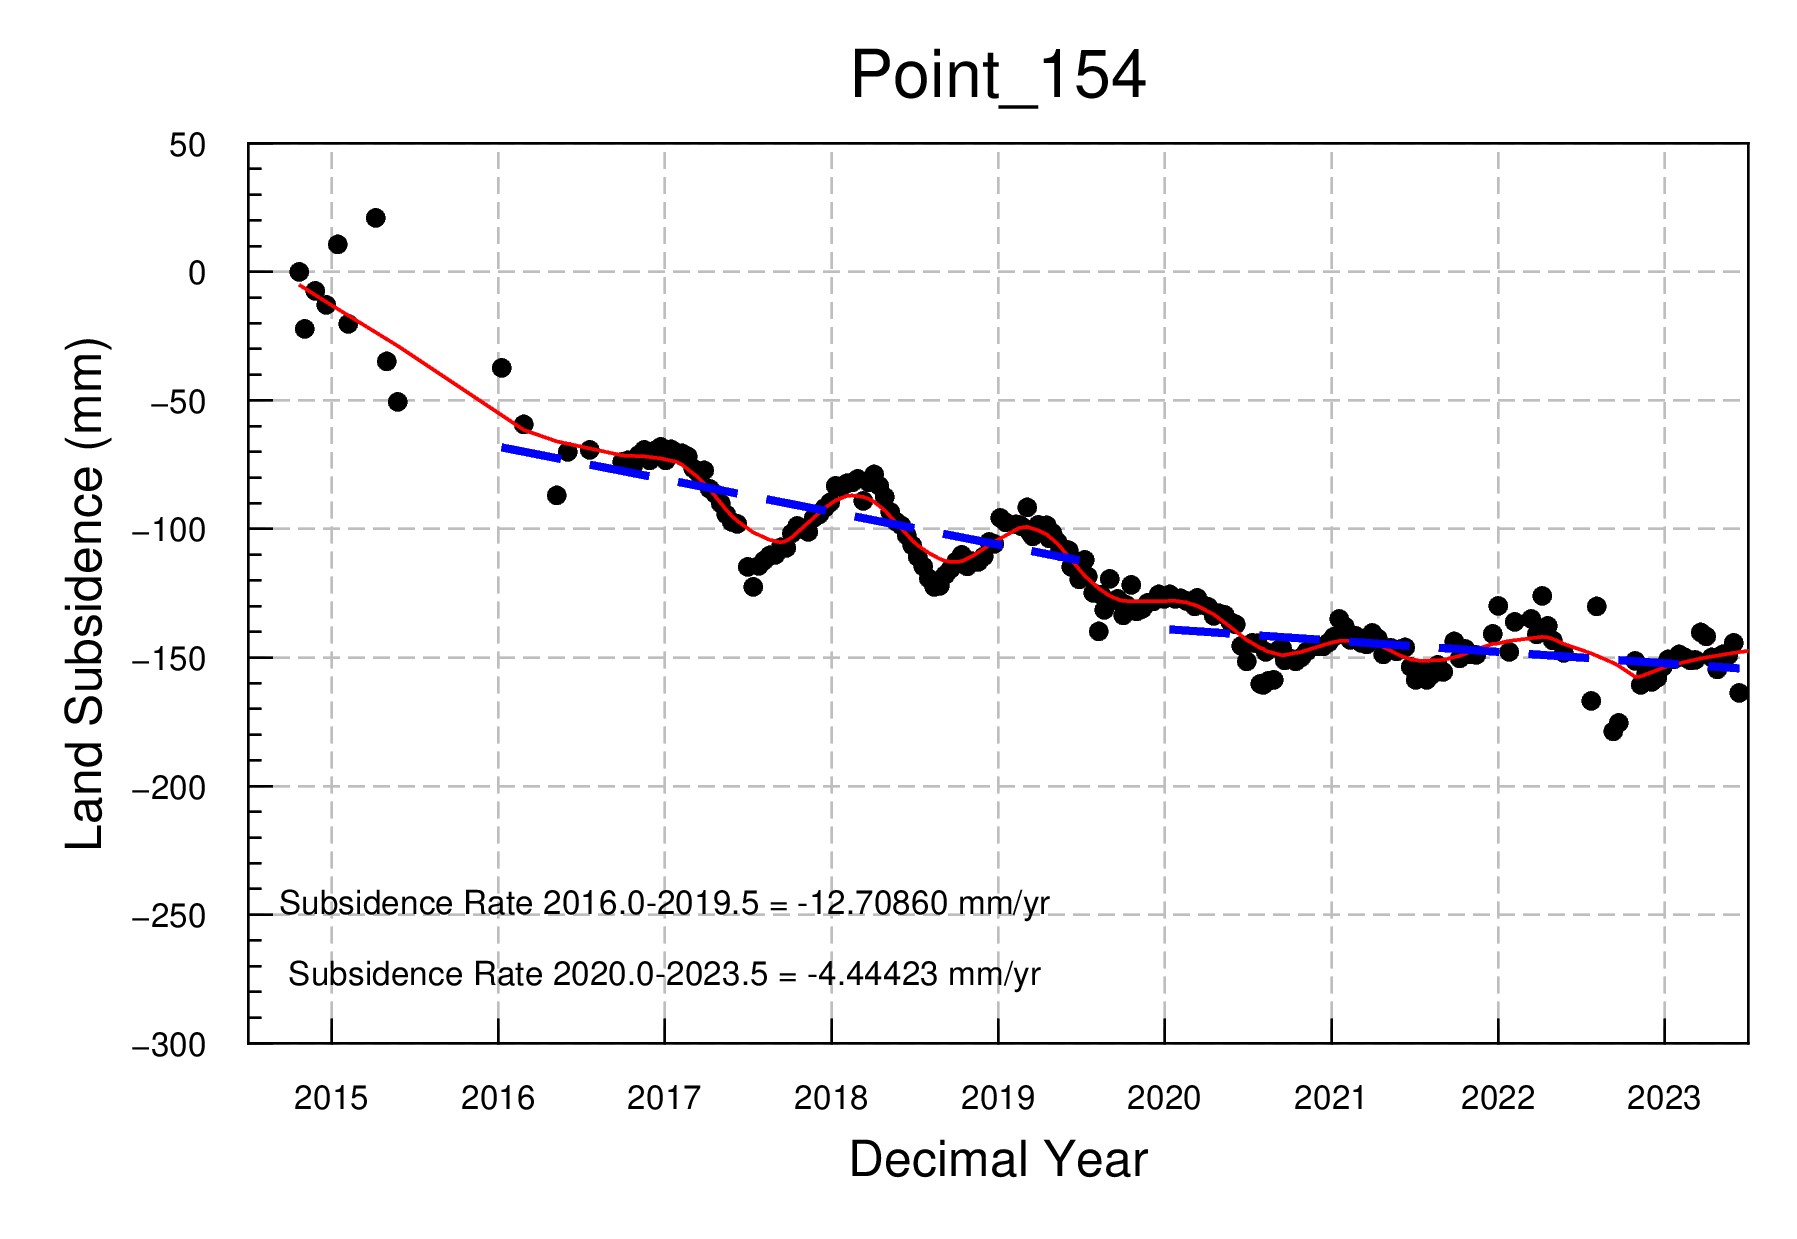 Point_154
50
0
−50
−100
−150
−200
−250
−300
Land Subsidence (mm)
Subsidence Rate 2016.0-2019.5 = -12.70860 mm/yr
Subsidence Rate 2020.0-2023.5 = -4.44423 mm/yr
2015 2016 2017 2018 2019 2020 2021 2022 2023
Decimal Year